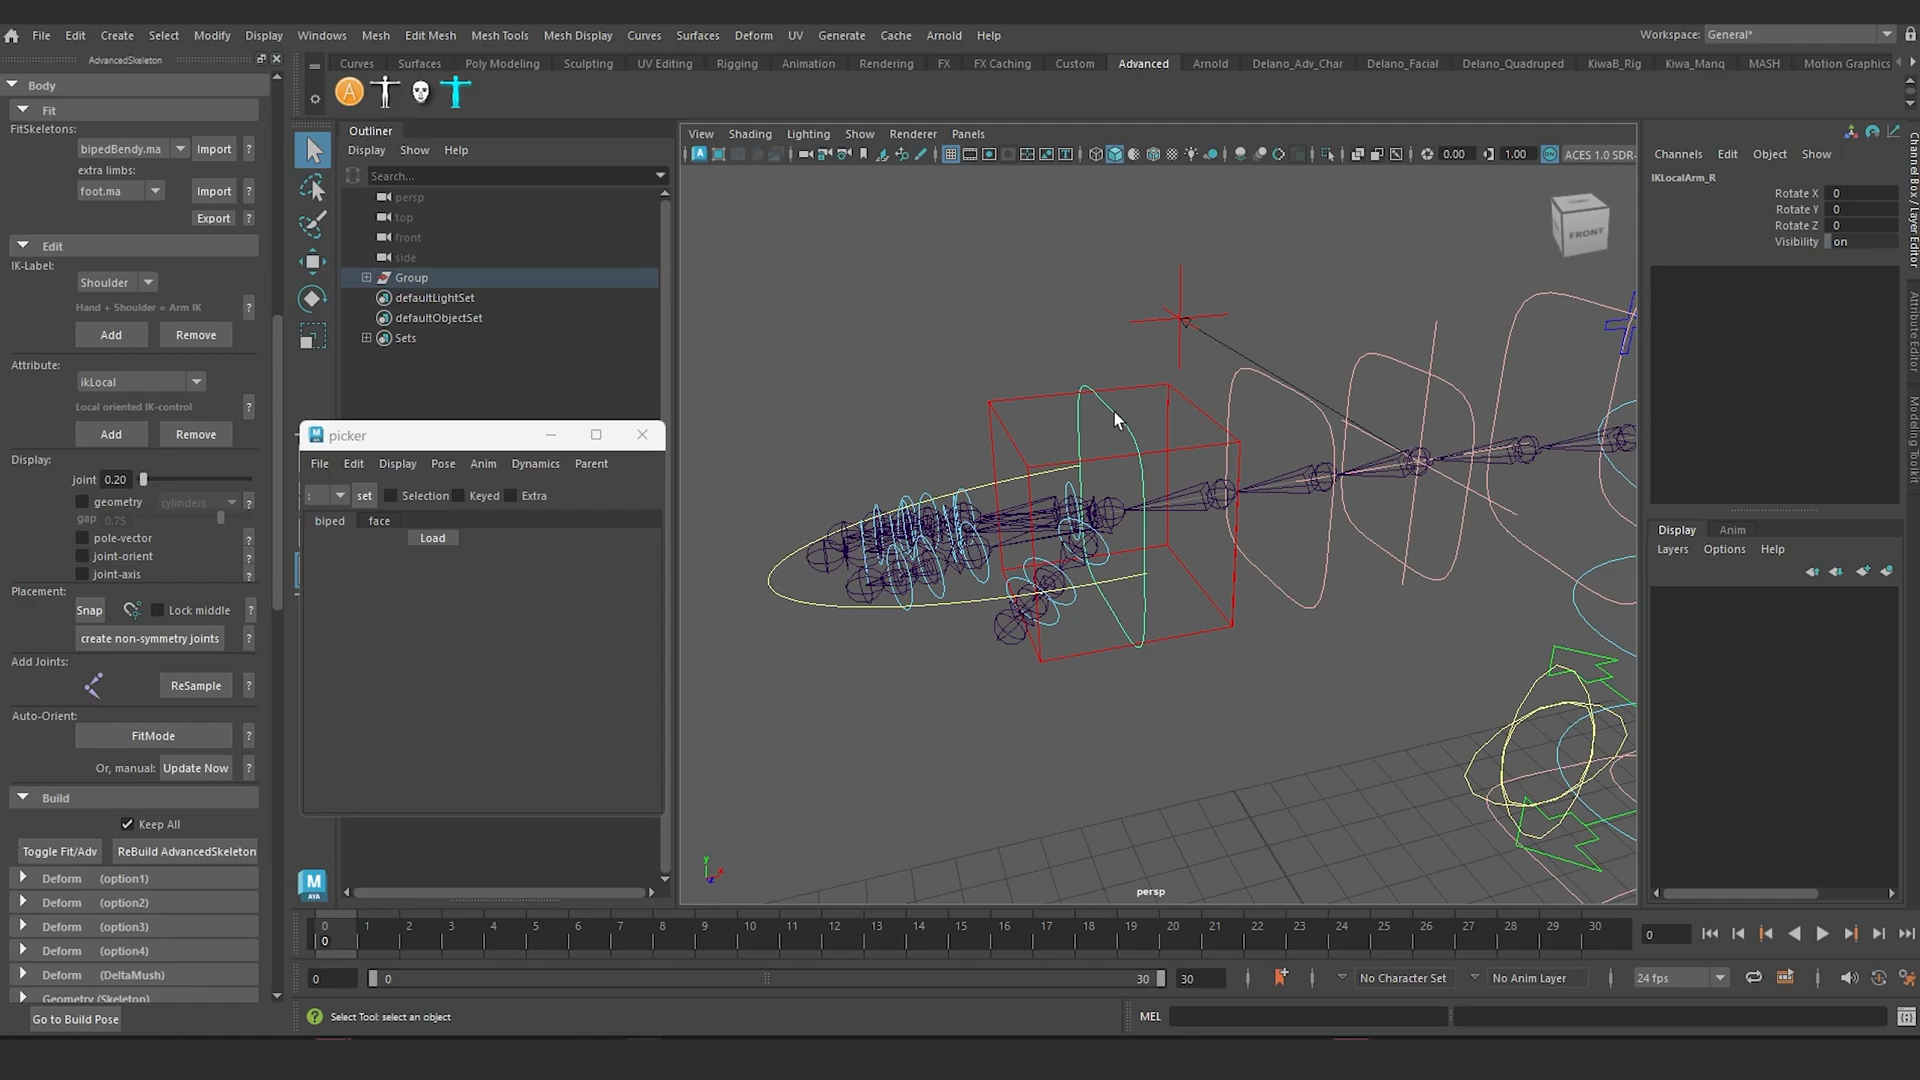 File Edit Create Select Modify Display Windows Mesh Edit Mesh Mesh Tools Mesh Display Curves Surfaces Deform UV Generate Cache Arnold Help
Workspace: General*
AdvancedSkeleton
Curves Surfaces Poly Modeling Sculpting UV Editing Rigging Animation Rendering FX FX Caching Custom Advanced Arnold Delano_Adv_Char Delano_Facial Delano_Quadruped KiwaB_Rig Kiwa_Manq MASH Motion Graphics
A
Body
Fit
FitSkeletons:
bipedBendy.ma Import ?
extra limbs:
foot.ma Import ?
Export ?
Edit
IK-Label:
Shoulder
Hand + Shoulder = Arm IK ?
Add Remove
Attribute:
ikLocal
Local oriented IK-control ?
Add Remove
Display:
joint 0.20
geometry cylinders ?
gap 0.75
pole-vector ?
joint-orient ?
joint-axis ?
Placement:
Snap Lock middle ?
create non-symmetry joints ?
Add Joints:
ReSample ?
Auto-Orient:
FitMode ?
Or, manual: Update Now ?
Build
Keep All
Toggle Fit/Adv ReBuild AdvancedSkeleton
Deform (option1)
Deform (option2)
Deform (option3)
Deform (option4)
Deform (DeltaMush)
Geometry (Skeleton)
Go to Build Pose
Outliner
Display Show Help
Search...
persp
top
front
side
Group
defaultLightSet
defaultObjectSet
Sets
picker
File Edit Display Pose Anim Dynamics Parent
: set Selection Keyed Extra
biped face
Load
M
AYA
View Shading Lighting Show Renderer Panels
0.00 1.00 ACES 1.0 SDR-
FRONT
y
x
persp
Channels Edit Object Show
IKLocalArm_R
Rotate X 0
Rotate Y 0
Rotate Z 0
Visibility on
Display Anim
Layers Options Help
Channel Box / Layer Editor
Attribute Editor
Modeling Toolkit
0 1 2 3 4 5 6 7 8 9 10 11 12 13 14 15 16 17 18 19 20 21 22 23 24 25 26 27 28 29 30
0
0
0 0 30 30 No Character Set No Anim Layer 24 fps
Select Tool: select an object
MEL